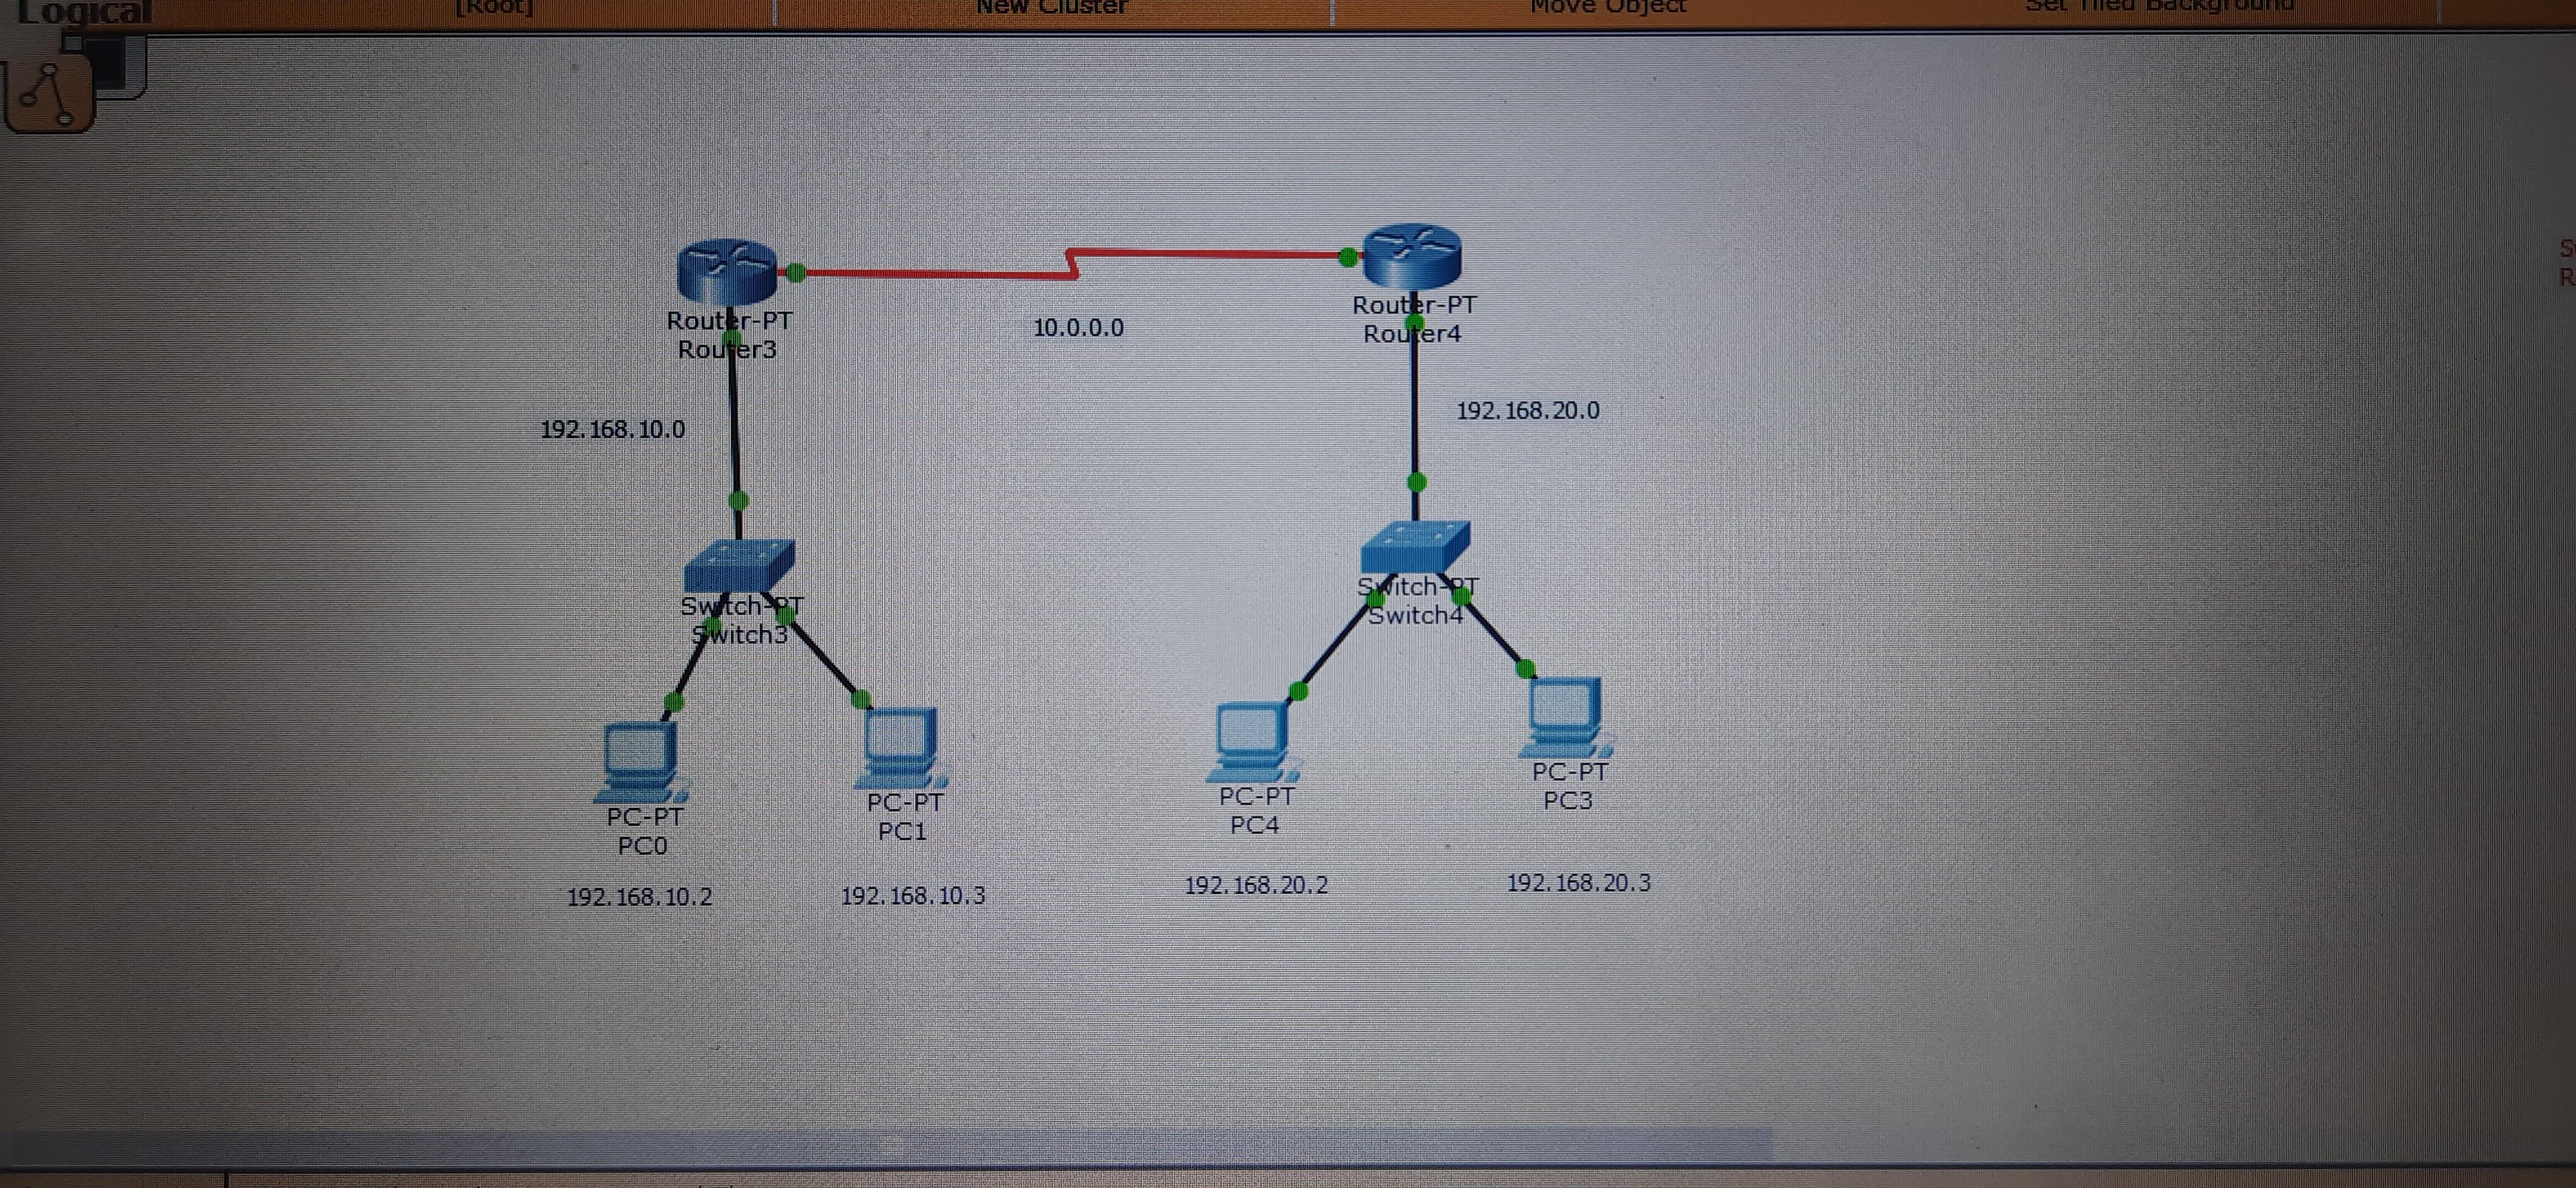 Logical
[Root]
New Cluster
Move Object
Set Tiled Background
Router-PT
Router3
10.0.0.0
Router-PT
Router4
192.168.10.0
192.168.20.0
Switch-PT
Switch3
Switch-PT
Switch4
PC-PT
PC0
PC-PT
PC1
PC-PT
PC4
PC-PT
PC3
192.168.10.2
192.168.10.3
192.168.20.2
192.168.20.3